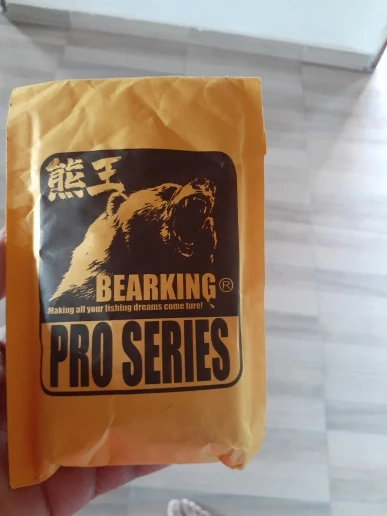 熊王
BEARKING®
Making all your fishing dreams come ture!
PRO SERIES